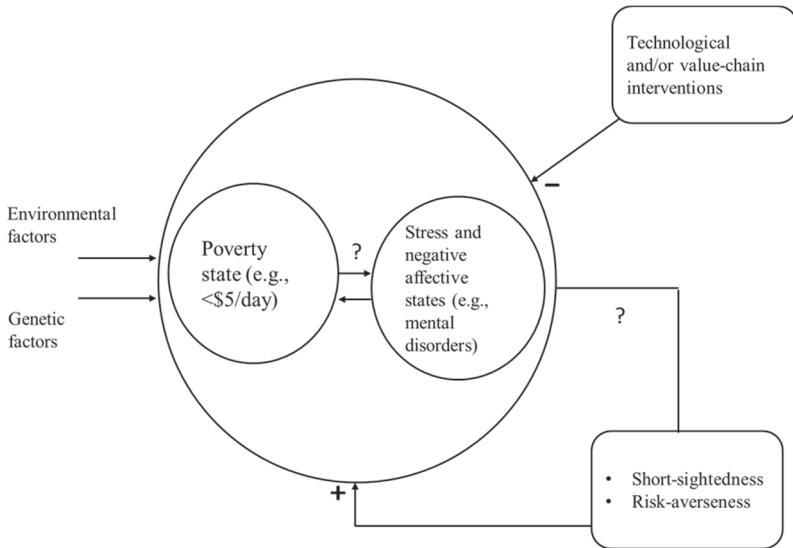 Technological
and/or value-chain
interventions
−
Environmental
factors
Genetic
factors
Poverty
state (e.g.,
<$5/day)
?
Stress and
negative
affective
states (e.g.,
mental
disorders)
?
• Short-sightedness
• Risk-averseness
+